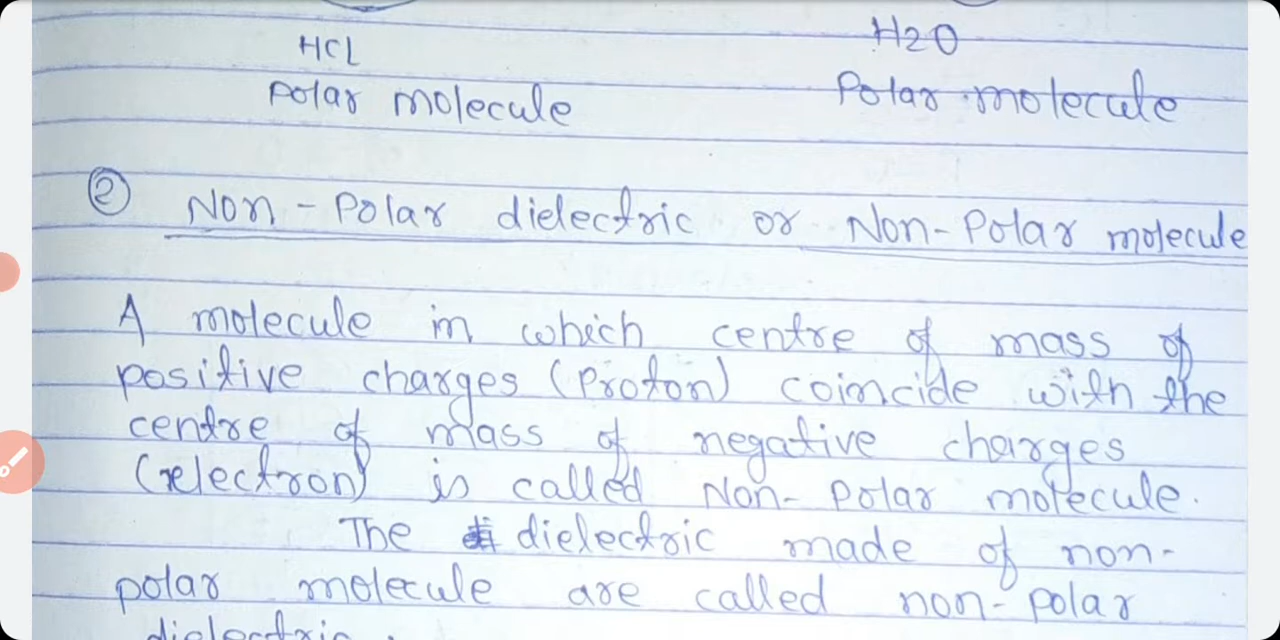 HCL
H2O
Polar molecule
Polar molecule
② Non-Polar dielectric or Non-Polar molecule
A molecule in which centre of mass of
positive charges (Proton) coincide with the
centre of mass of negative charges
(electron) is called Non-Polar molecule.
The dielectric made of non-
polar molecule are called non-polar
dielectric.